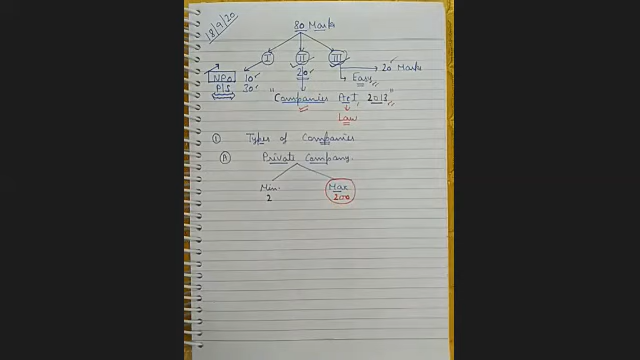 18/9/20
80 Marks
I II III
NPO 10
P/S 30
20
20 Marks
Easy
"Companies Act, 2013"
Law
① Types of Companies
Ⓐ Private Company.
Min. Max
2 200